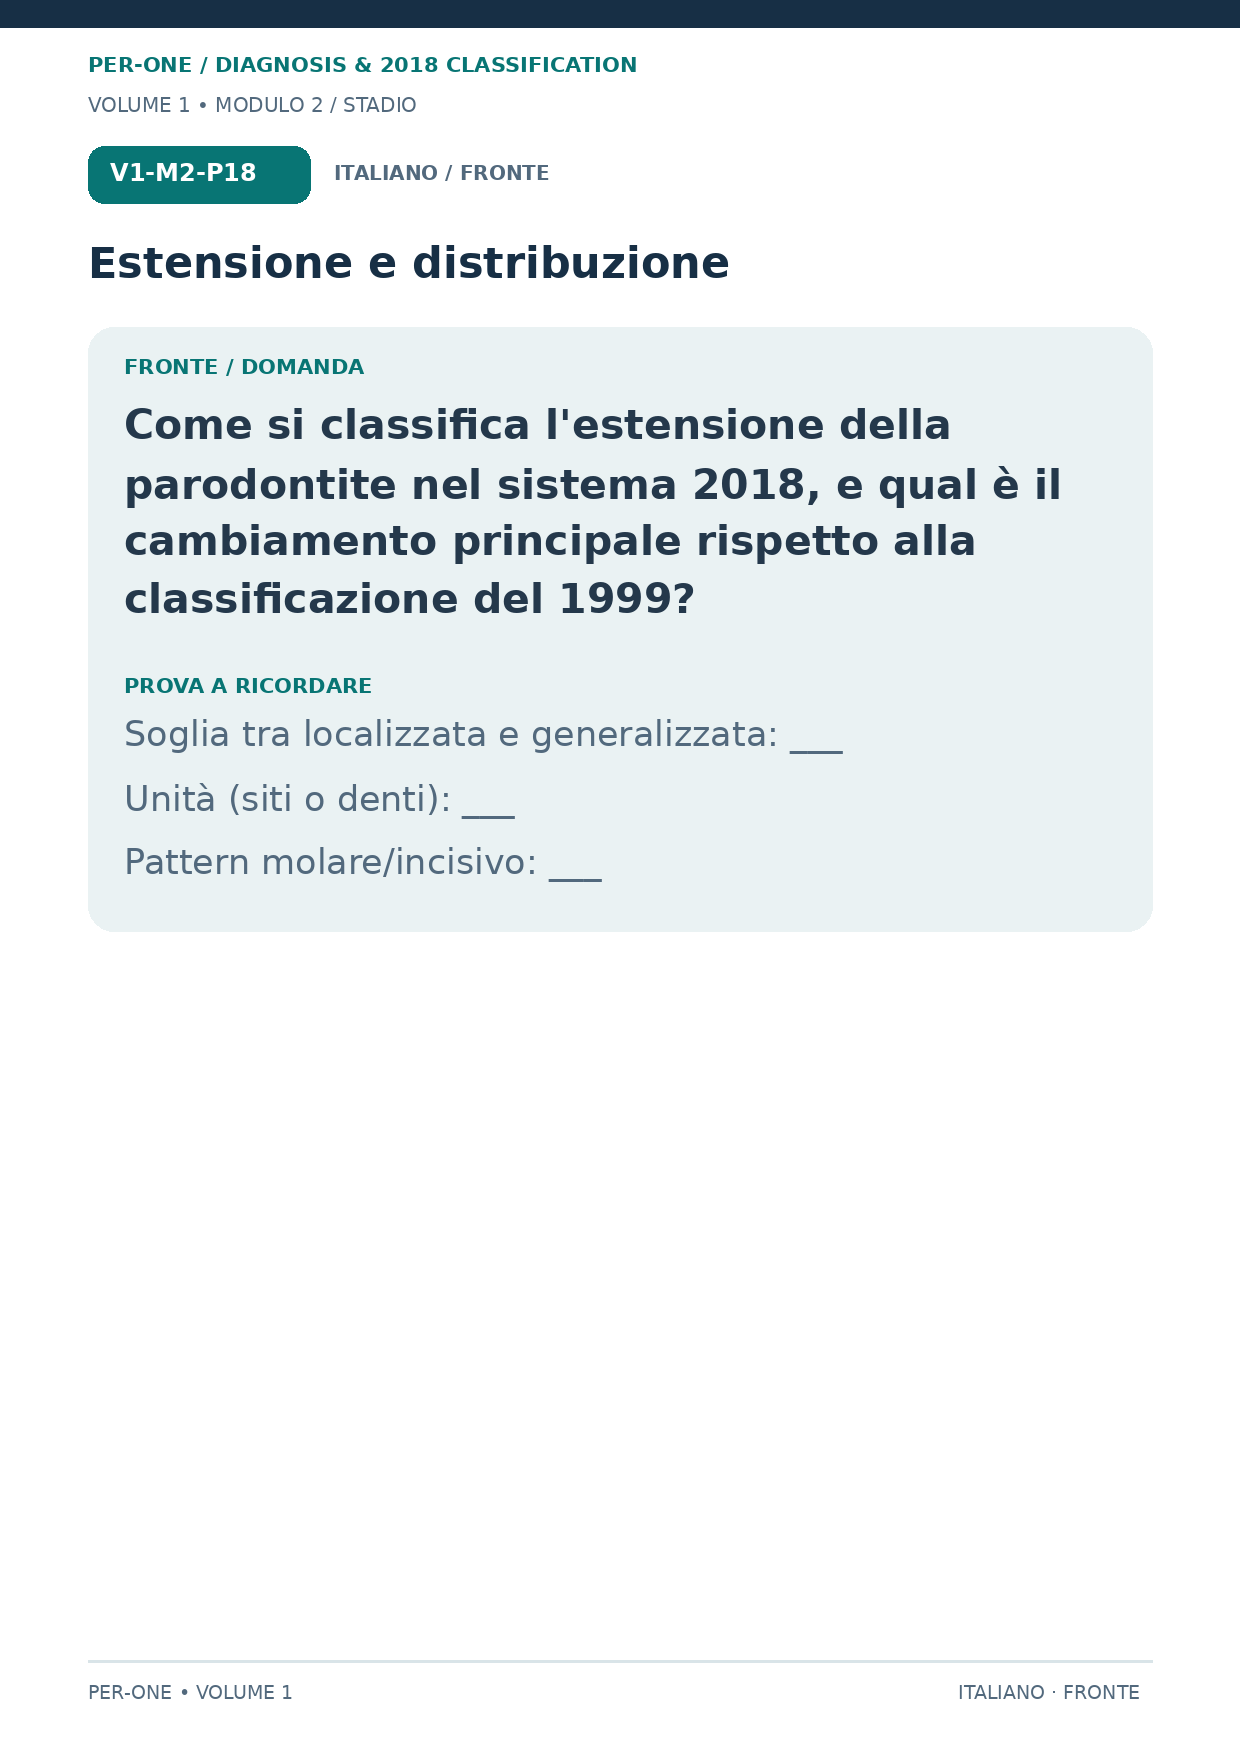 PER-ONE / DIAGNOSIS & 2018 CLASSIFICATION
VOLUME 1 • MODULO 2 / STADIO
V1-M2-P18
ITALIANO / FRONTE
Estensione e distribuzione
FRONTE / DOMANDA
Come si classifica l'estensione della
parodontite nel sistema 2018, e qual è il
cambiamento principale rispetto alla
classificazione del 1999?
PROVA A RICORDARE
Soglia tra localizzata e generalizzata: ___
Unità (siti o denti): ___
Pattern molare/incisivo: ___
PER-ONE • VOLUME 1
ITALIANO · FRONTE